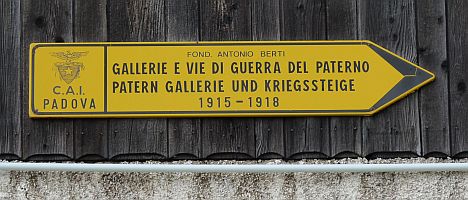 C.A.I.
PADOVA
FOND. ANTONIO BERTI
GALLERIE E VIE DI GUERRA DEL PATERNO
PATERN GALLERIE UND KRIEGSSTEIGE
1915-1918